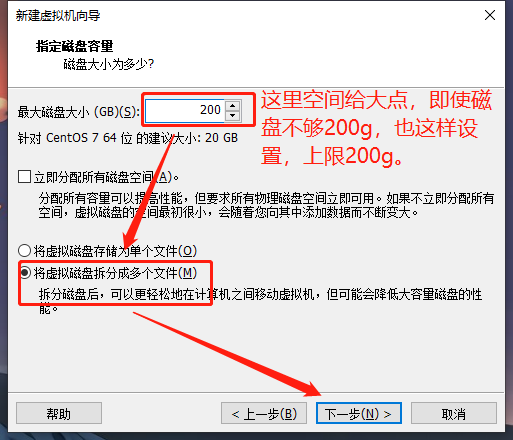 新建虚拟机向导
指定磁盘容量
磁盘大小为多少?
最大磁盘大小 (GB)(S):
200
这里空间给大点，即使磁
盘不够200g，也这样设
置，上限200g。
针对 CentOS 7 64 位 的建议大小: 20 GB
立即分配所有磁盘空间(A)。
分配所有容量可以提高性能，但要求所有物理磁盘空间立即可用。如果不立即分配所有
空间，虚拟磁盘的空间最初很小，会随着您向其中添加数据而不断变大。
将虚拟磁盘存储为单个文件(O)
将虚拟磁盘拆分成多个文件(M)
拆分磁盘后，可以更轻松地在计算机之间移动虚拟机，但可能会降低大容量磁盘的性
能。
帮助
< 上一步(B)
下一步(N) >
取消